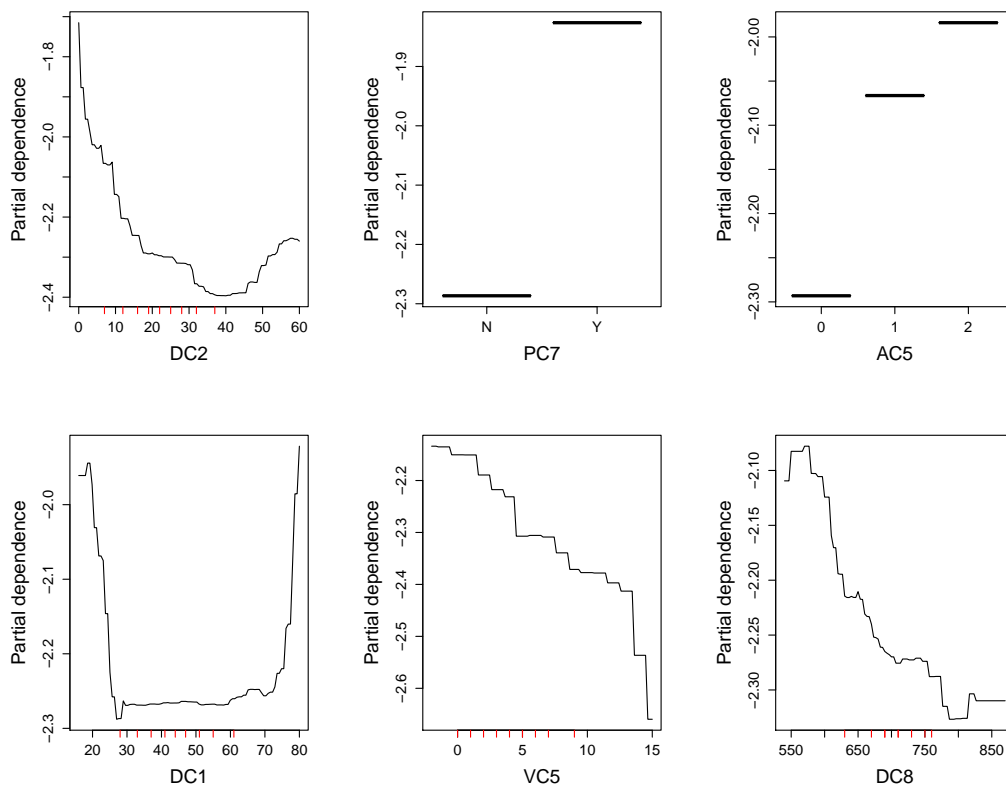 Partial dependence
−1.8
−2.0
−2.2
−2.4
0 10 20 30 40 50 60
DC2
Partial dependence
−1.9
−2.0
−2.1
−2.2
−2.3
N Y
PC7
Partial dependence
−2.00
−2.10
−2.20
−2.30
0 1 2
AC5
Partial dependence
−2.0
−2.1
−2.2
−2.3
20 30 40 50 60 70 80
DC1
Partial dependence
−2.2
−2.3
−2.4
−2.5
−2.6
0 5 10 15
VC5
Partial dependence
−2.10
−2.15
−2.20
−2.25
−2.30
550 650 750 850
DC8